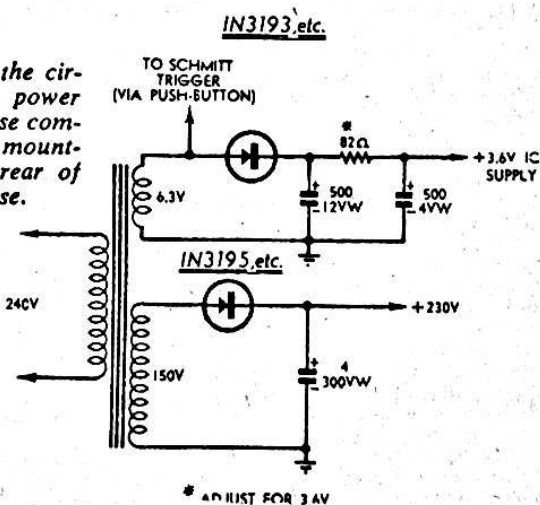 IN3193, etc.
the cir-
power
se com-
mount-
rear of
se.
TO SCHMITT
TRIGGER
(VIA PUSH-BUTTON)
*
82Ω
+3.6V IC
SUPPLY
6.3V
+
500
-12VW
+
500
-4VW
IN3195, etc.
240V
+230V
150V
+
4
300VW
-
* ADJUST FOR 3.6V